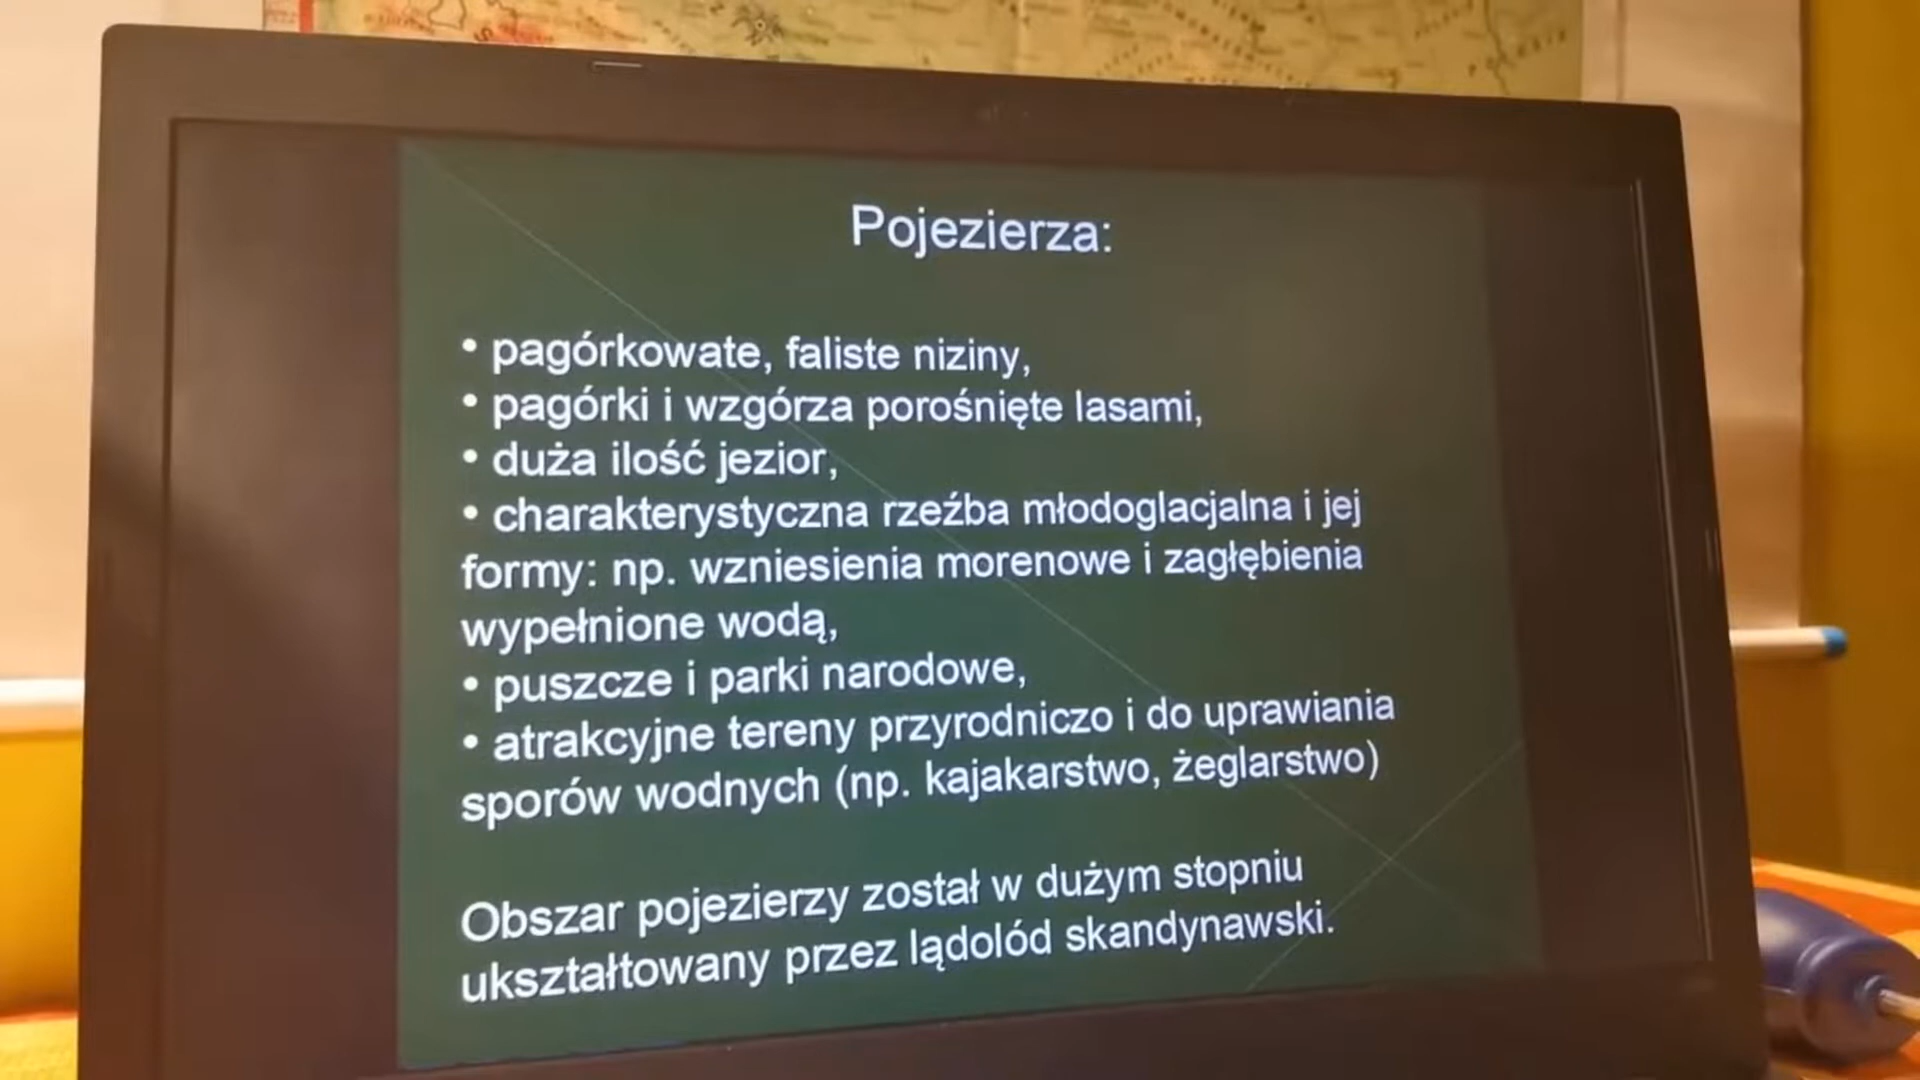 Pojezierza:
• pagórkowate, faliste niziny,
• pagórki i wzgórza porośnięte lasami,
• duża ilość jezior,
• charakterystyczna rzeźba młodoglacjalna i jej
formy: np. wzniesienia morenowe i zagłębienia
wypełnione wodą,
• puszcze i parki narodowe,
• atrakcyjne tereny przyrodniczo i do uprawiania
sporów wodnych (np. kajakarstwo, żeglarstwo)
Obszar pojezierzy został w dużym stopniu
ukształtowany przez lądolód skandynawski.